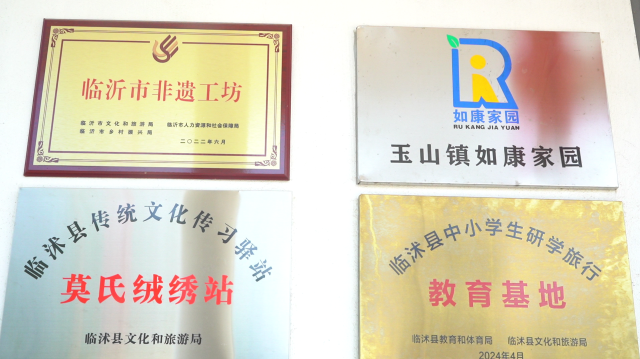 临沂市非遗工坊
临沂市文化和旅游局 临沂市人力资源和社会保障局
临沂市乡村振兴局
二〇二二年六月
R
如康家园
RU KANG JIA YUAN
玉山镇如康家园
临沭县传统文化传习驿站
莫氏绒绣站
临沭县文化和旅游局
临沭县中小学生研学旅行
教育基地
临沭县教育和体育局 临沭县文化和旅游局
2024年4月